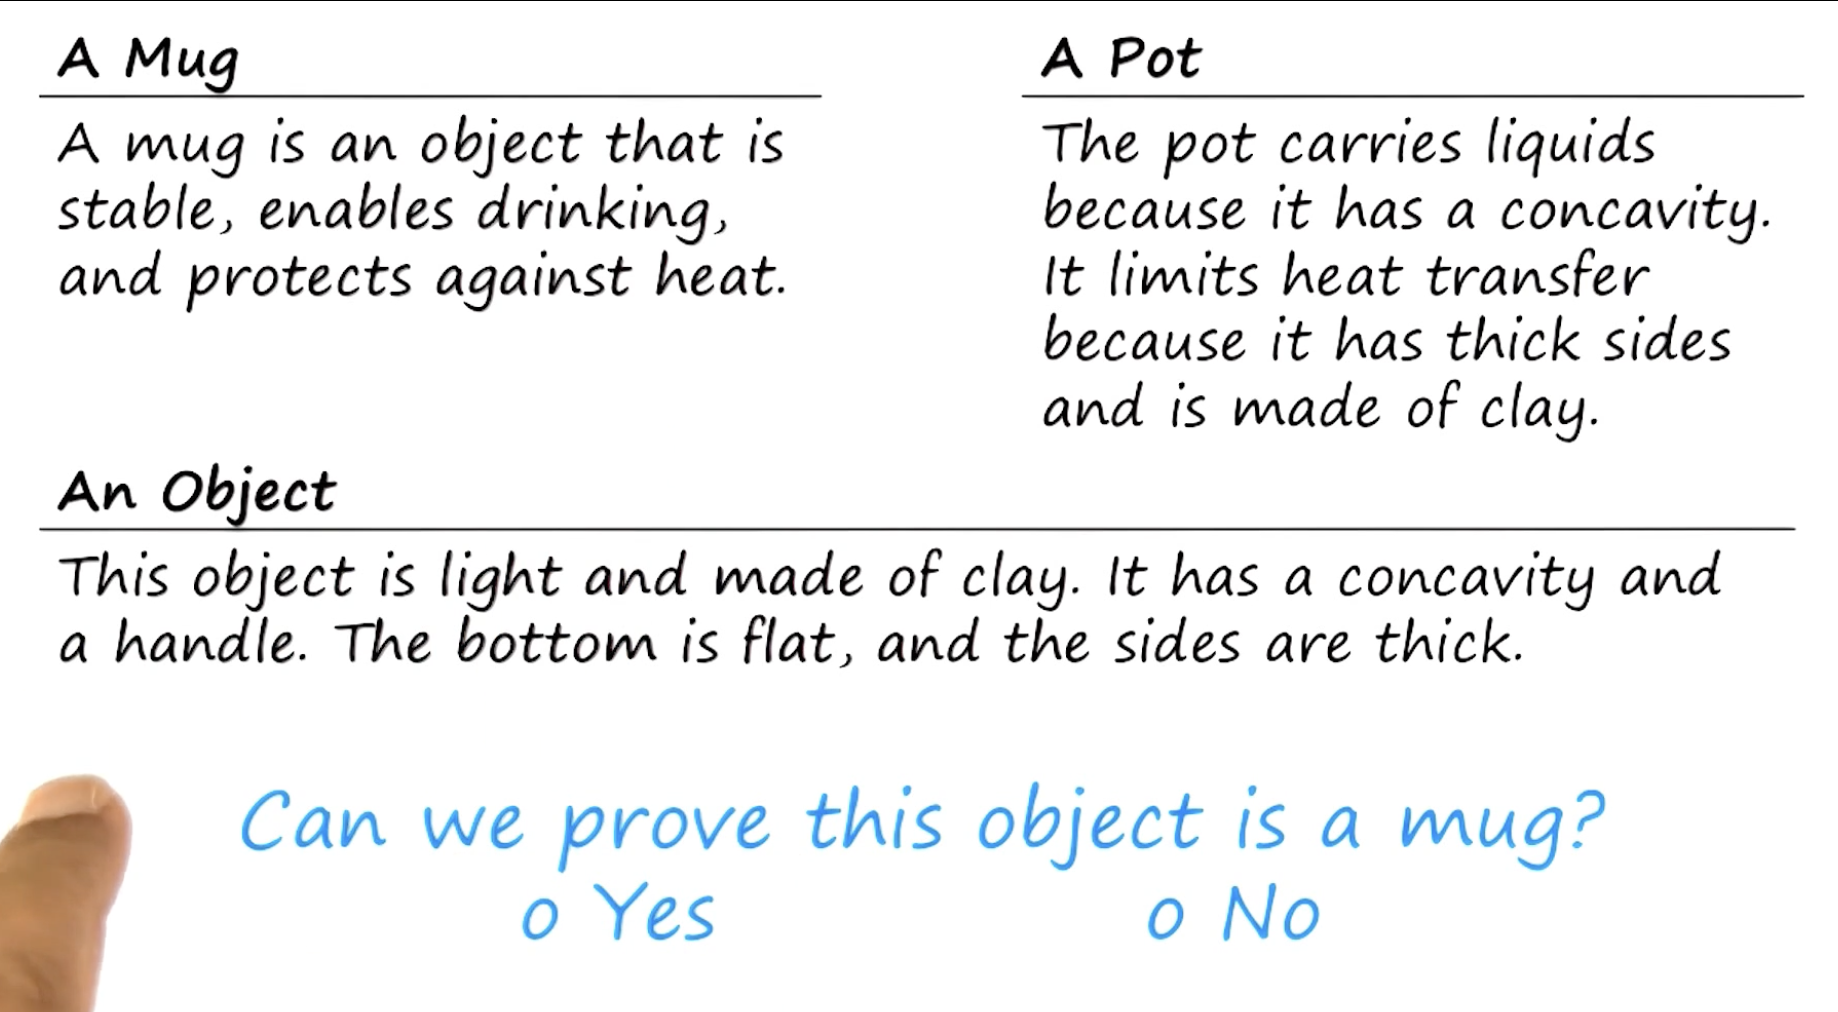 A Mug
A mug is an object that is
stable, enables drinking,
and protects against heat.
A Pot
The pot carries liquids
because it has a concavity.
It limits heat transfer
because it has thick sides
and is made of clay.
An Object
This object is light and made of clay. It has a concavity and
a handle. The bottom is flat, and the sides are thick.
Can we prove this object is a mug?
o Yes
o No